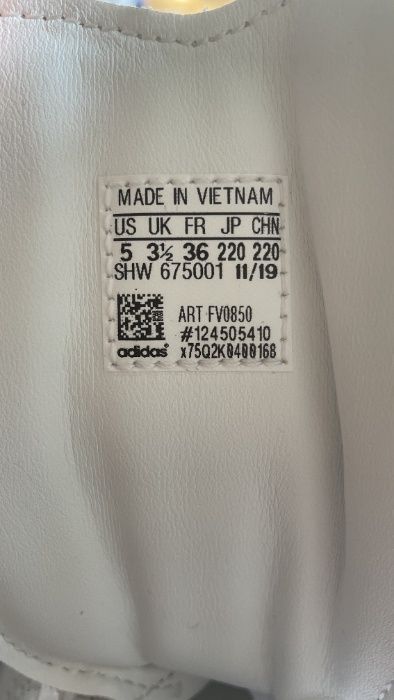 MADE IN VIETNAM
US UK FR JP CHN
5 3½ 36 220 220
SHW 675001 11/19
ART FV0850
#124505410
adidas® x75Q2K0400168